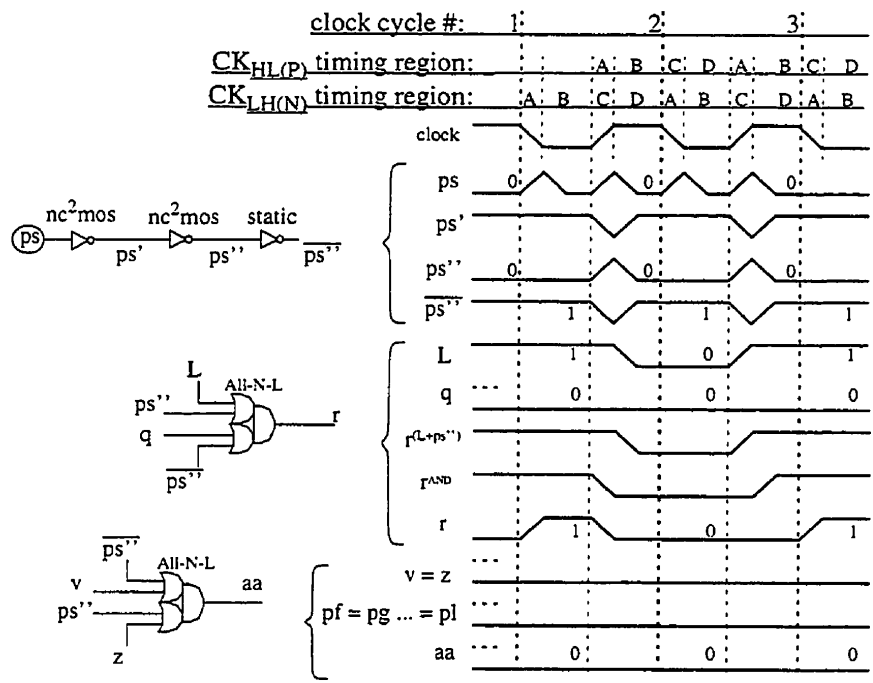 clock cycle #: 1 2 3
CK_HL(P) timing region: A B C D A B C D
CK_LH(N) timing region: A B C D A B C D A B
clock
ps 0 0 0
nc²mos nc²mos static
ps ps' ps'' p̅s̅'̅'̅
ps'
ps'' 0 0 0
p̅s̅'̅'̅ 1 1 1
L 1 0 1
L
All-N-L
ps''
q r
p̅s̅'̅'̅
q ... 0 0 0
r^(L+ps'')
r^AND
r 1 0 1
p̅s̅'̅'̅
All-N-L
v aa
ps''
z
v = z ...
pf = pg ... = pl ...
aa ... 0 0 0